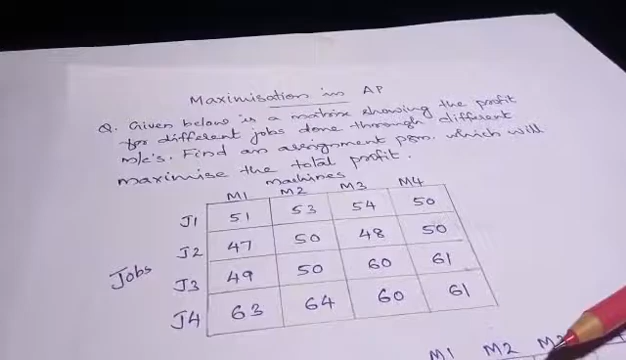 Maximisation in AP
Q. Given below is a matrix showing the profit
for different jobs done through different
m/c's. Find an assignment pgm. which will
maximise the total profit.
machines
M1 M2 M3 M4
J1 51 53 54 50
J2 47 50 48 50
Jobs
J3 49 50 60 61
J4 63 64 60 61
M1 M2 M3